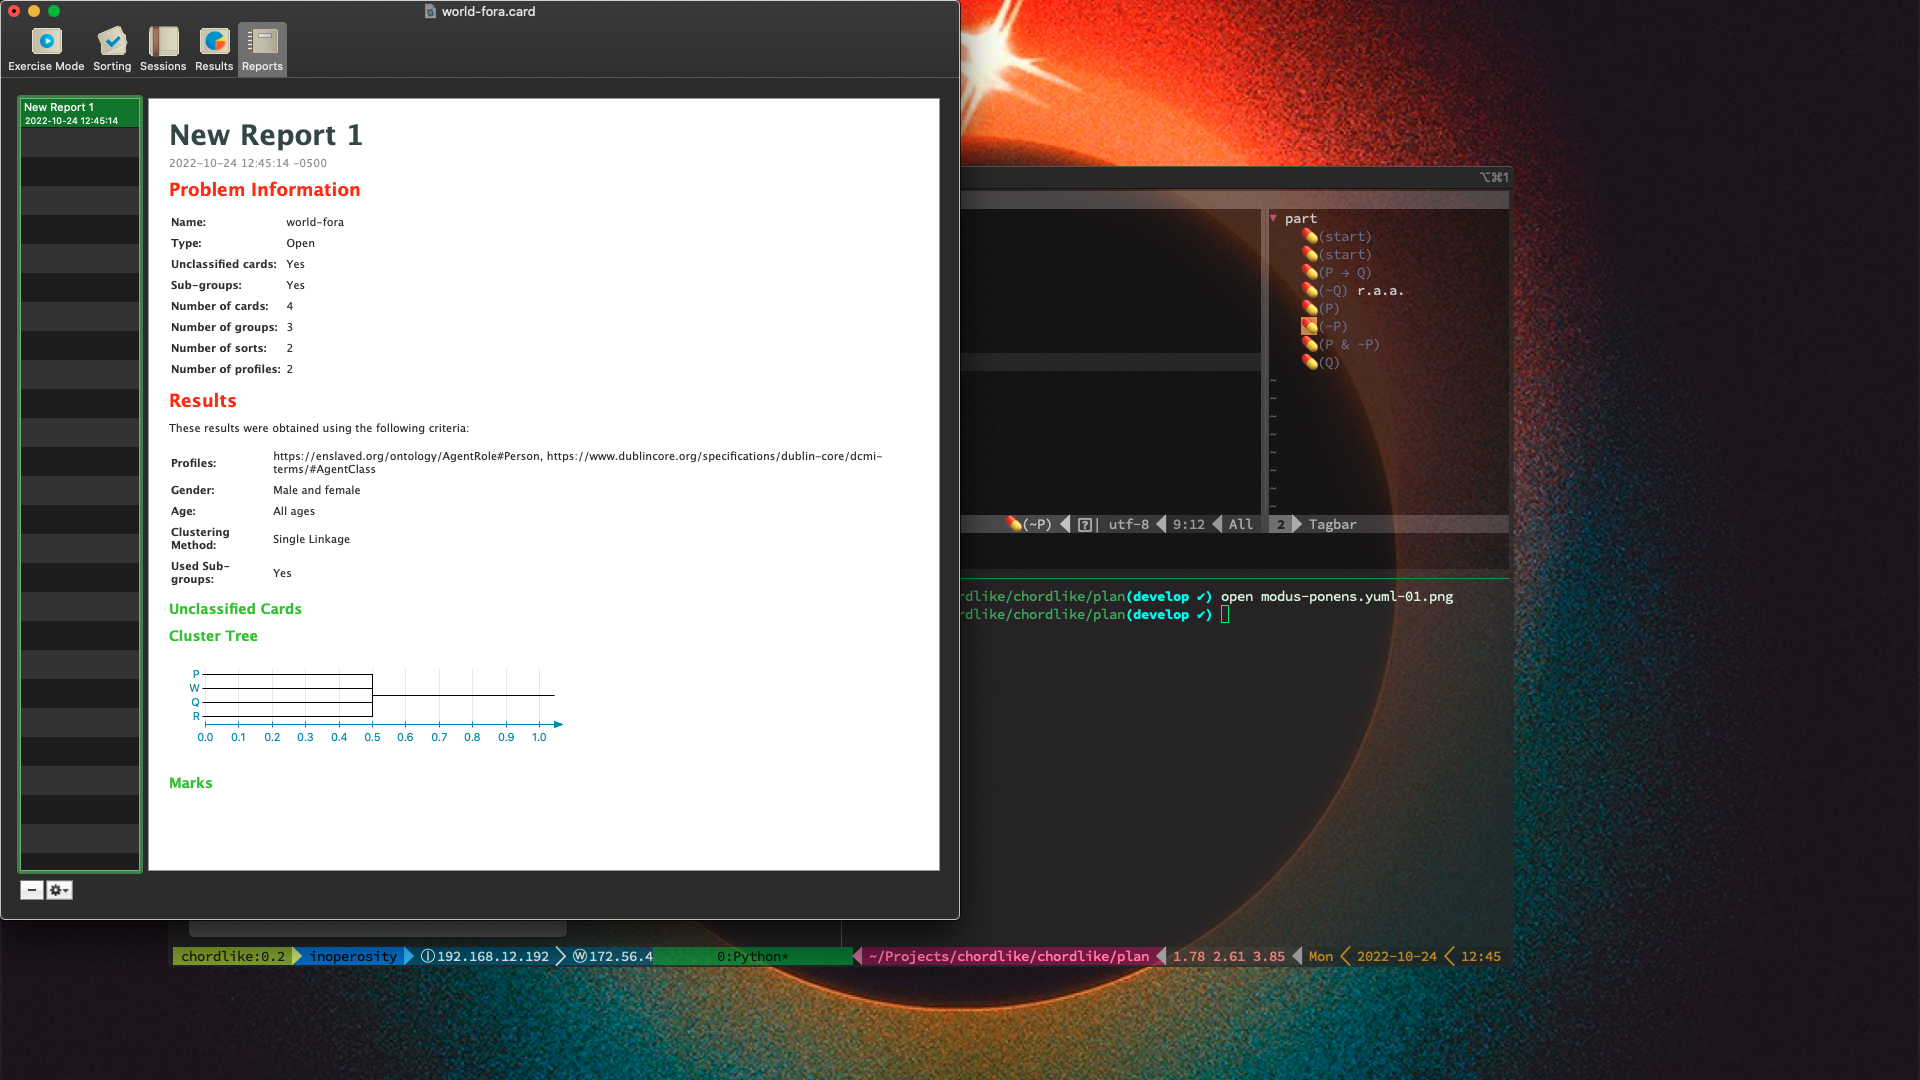 world-fora.card
Exercise Mode
Sorting
Sessions
Results
Reports
New Report 1
2022-10-24 12:45:14
New Report 1
2022-10-24 12:45:14 -0500
Problem Information
Name: world-fora
Type: Open
Unclassified cards: Yes
Sub-groups: Yes
Number of cards: 4
Number of groups: 3
Number of sorts: 2
Number of profiles: 2
Results
These results were obtained using the following criteria:
Profiles: https://enslaved.org/ontology/AgentRole#Person, https://www.dublincore.org/specifications/dublin-core/dcmi-
terms/#AgentClass
Gender: Male and female
Age: All ages
Clustering
Method: Single Linkage
Used Sub-
groups: Yes
Unclassified Cards
Cluster Tree
P
W
Q
R
0.0 0.1 0.2 0.3 0.4 0.5 0.6 0.7 0.8 0.9 1.0
Marks
⌥⌘1
▼ part
(start)
(start)
(P → Q)
(~Q) r.a.a.
(P)
(~P)
(P & ~P)
(Q)
~
~
~
~
~
~
~
~
(~P) [?]| utf-8 9:12 All 2 Tagbar
rdlike/chordlike/plan(develop ✔) open modus-ponens.yuml-01.png
rdlike/chordlike/plan(develop ✔)
chordlike:0.2 inoperosity Ⓛ192.168.12.192 Ⓦ172.56.4 0:Python* ~/Projects/chordlike/chordlike/plan 1.78 2.61 3.85 Mon 2022-10-24 12:45